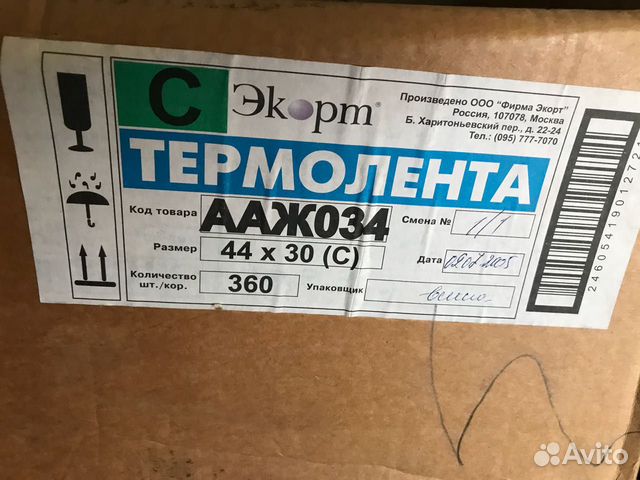 С Экорт®
Произведено ООО "Фирма Экорт"
Россия, 107078, Москва
Б. Харитоньевский пер., д. 22-24
Тел.: (095) 777-7070
ТЕРМОЛЕНТА
Код товара ААЖ034 Смена № 1/1
Размер 44 x 30 (С) Дата
Количество шт./кор. 360 Упаковщик
Avito